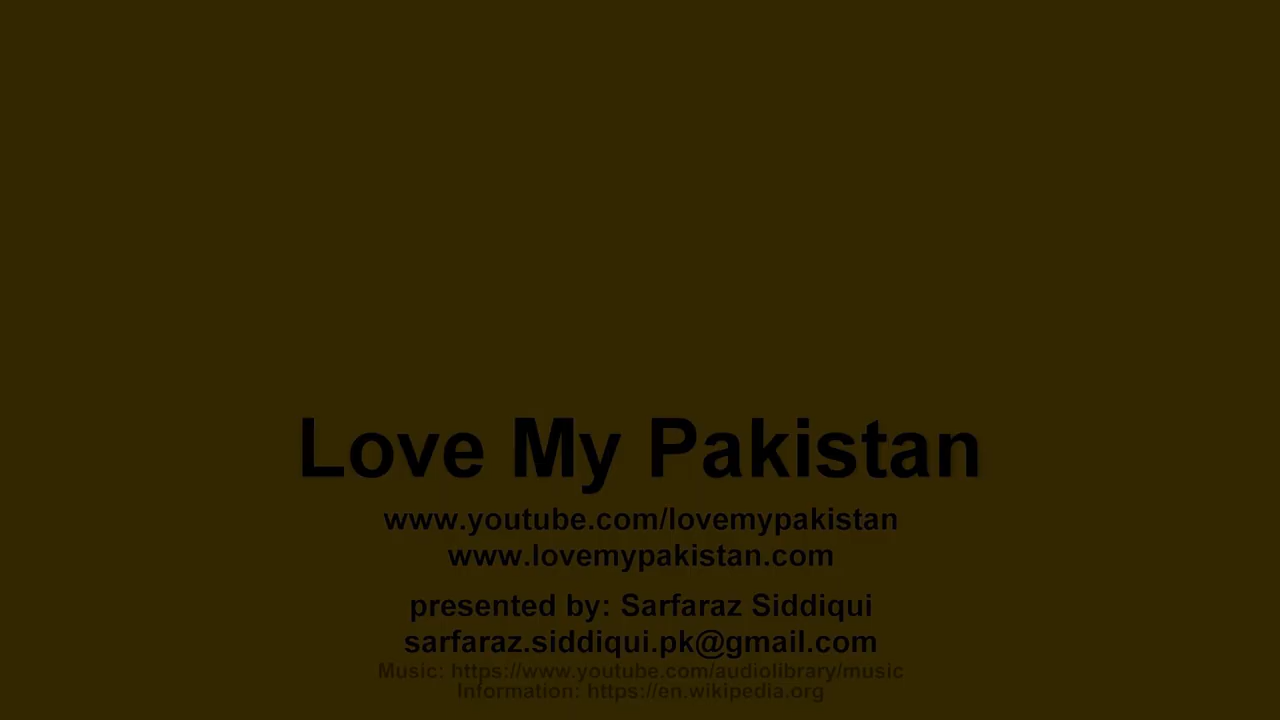 Love My Pakistan
www.youtube.com/lovemypakistan
www.lovemypakistan.com
presented by: Sarfaraz Siddiqui
sarfaraz.siddiqui.pk@gmail.com
Music: https://www.youtube.com/audiolibrary/music
Information: https://en.wikipedia.org